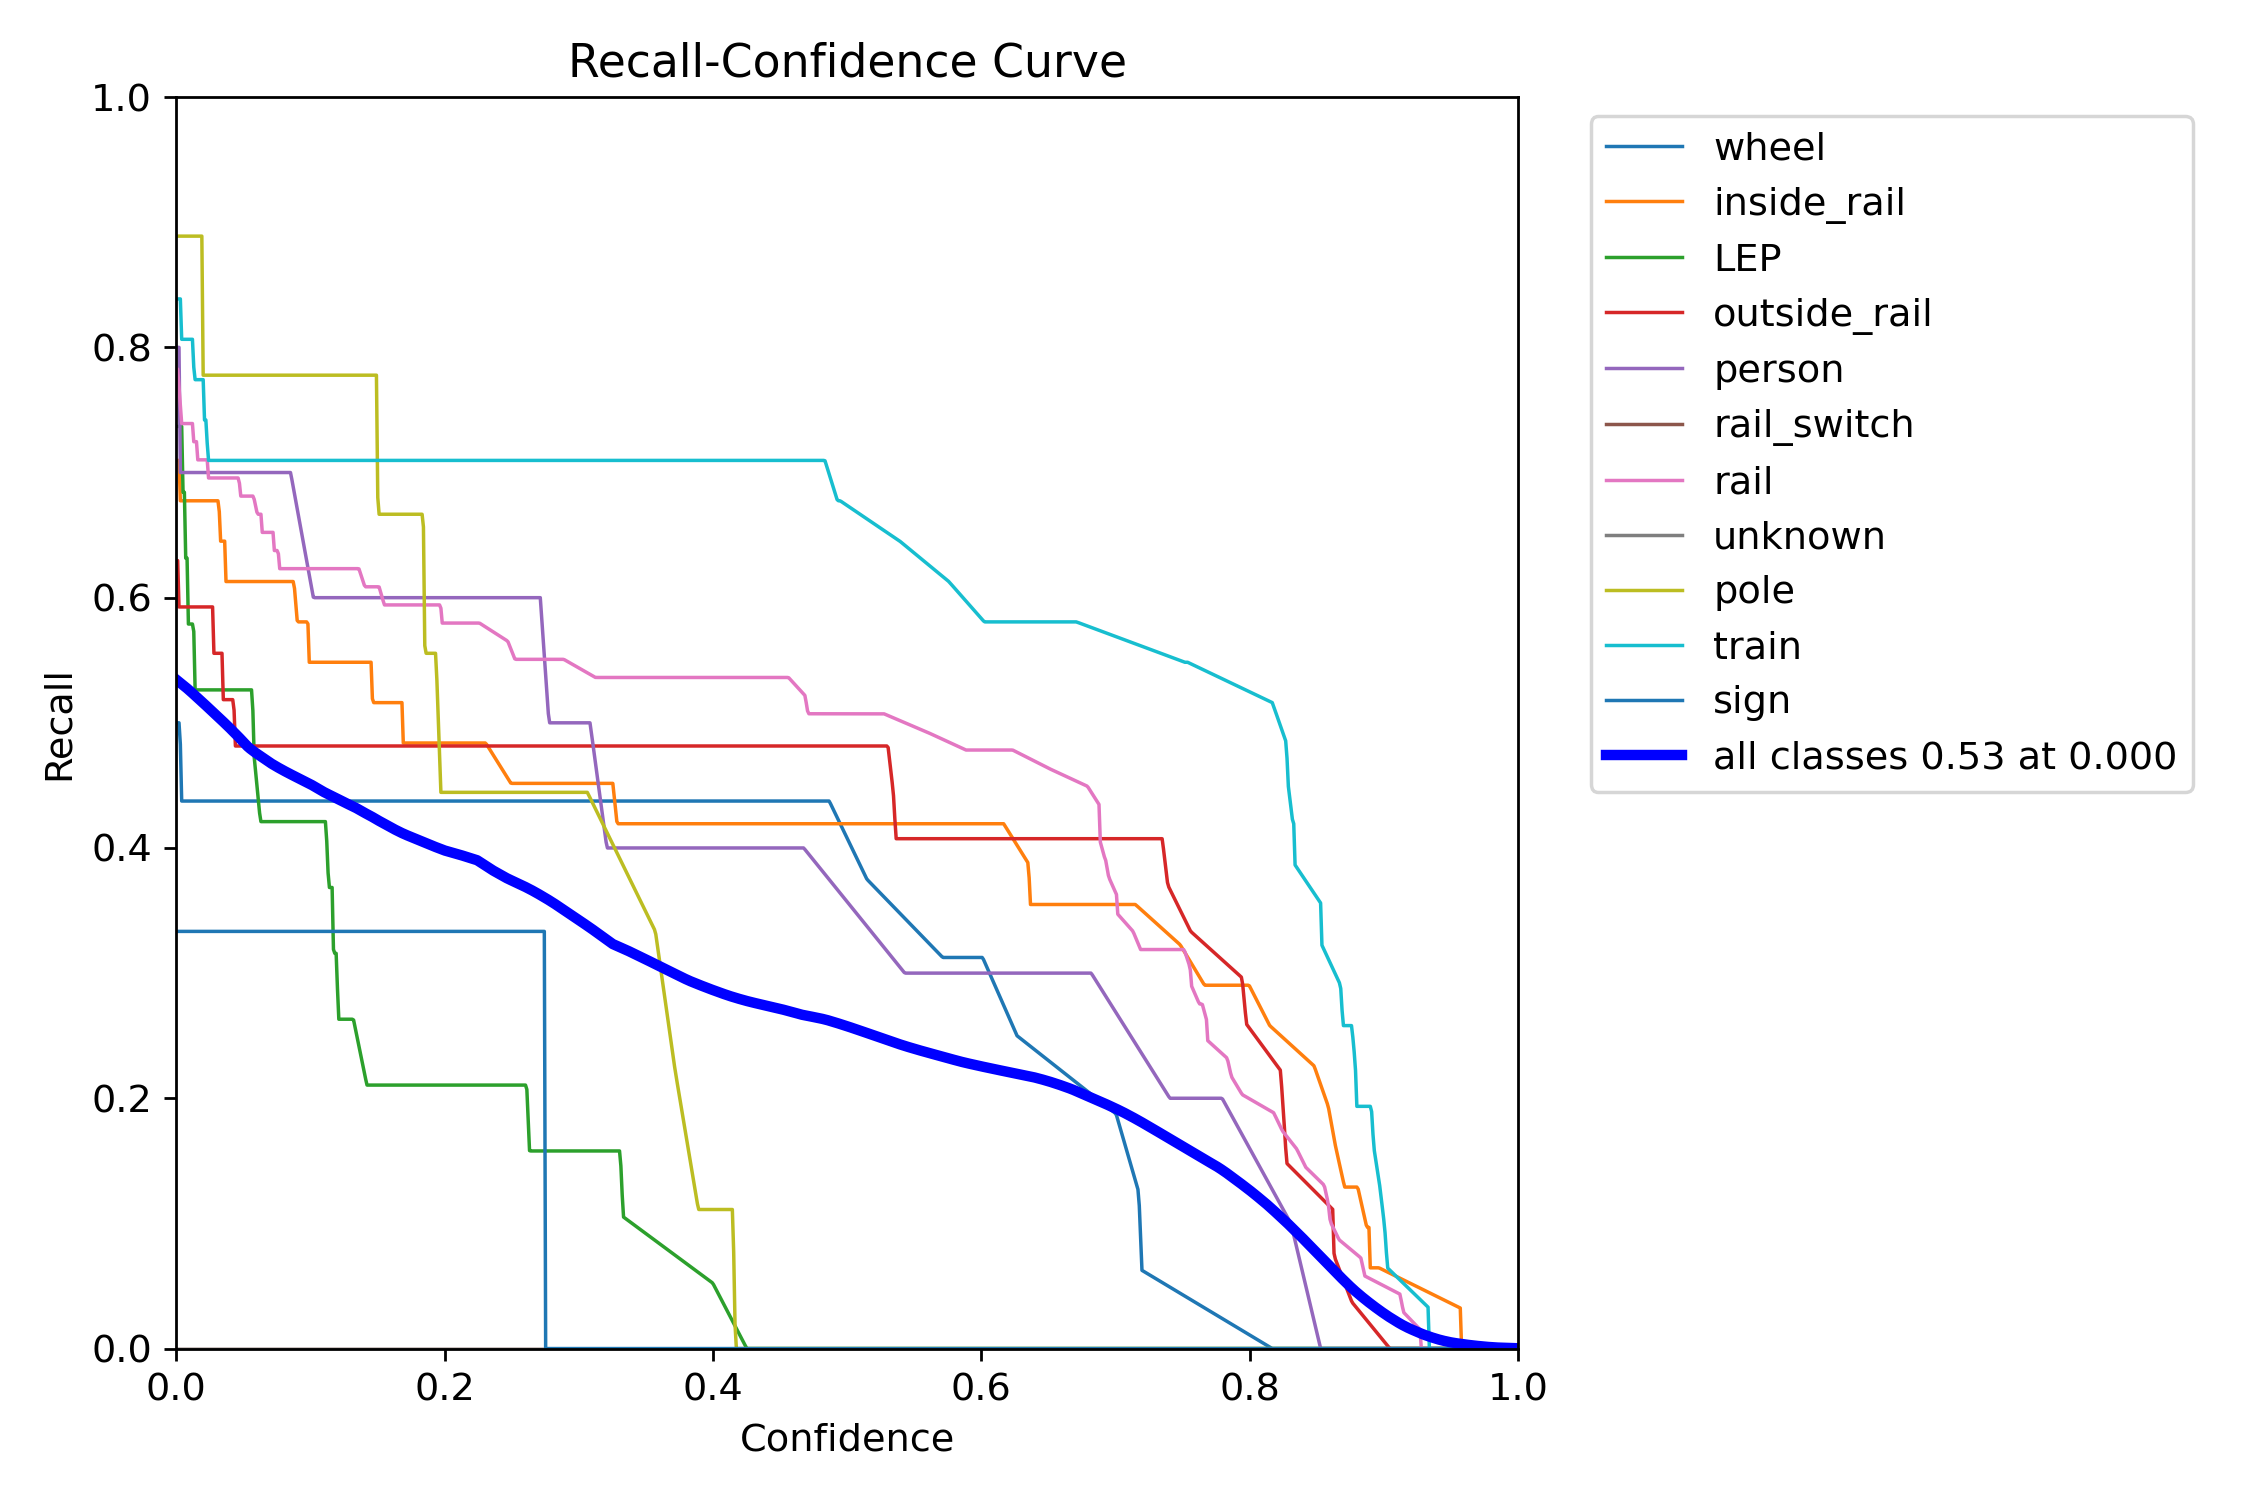 Recall-Confidence Curve
1.0
0.8
0.6
0.4
0.2
0.0
Recall
0.0 0.2 0.4 0.6 0.8 1.0
Confidence
wheel
inside_rail
LEP
outside_rail
person
rail_switch
rail
unknown
pole
train
sign
all classes 0.53 at 0.000